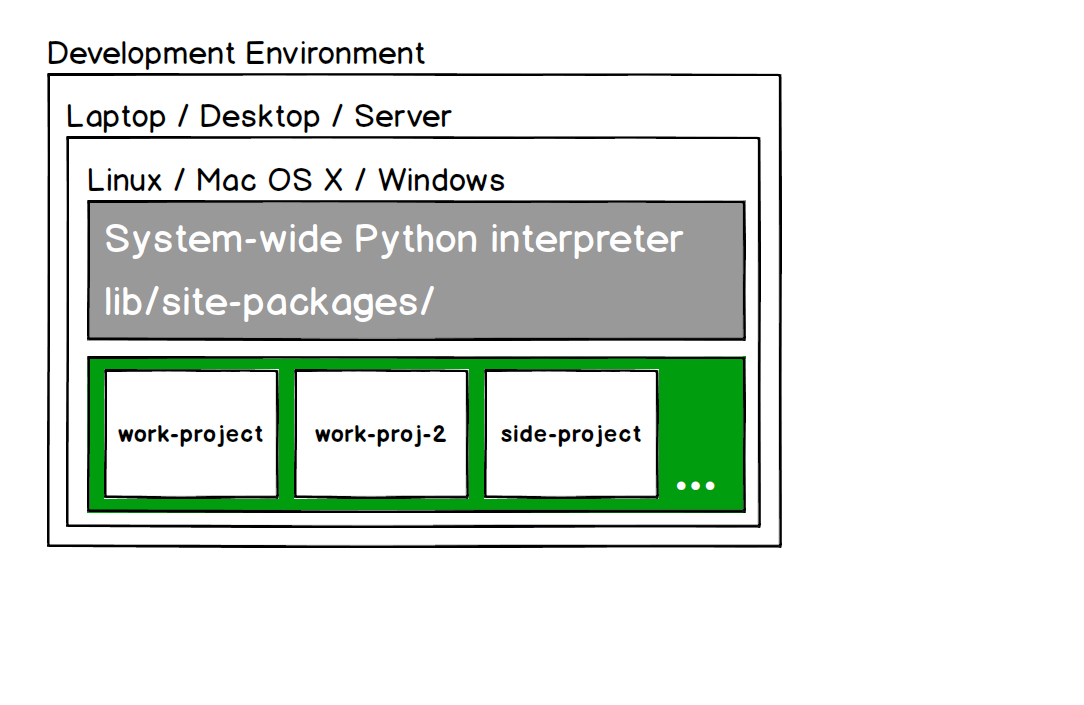 Development Environment
Laptop / Desktop / Server
Linux / Mac OS X / Windows
System-wide Python interpreter
lib/site-packages/
work-project
work-proj-2
side-project
...